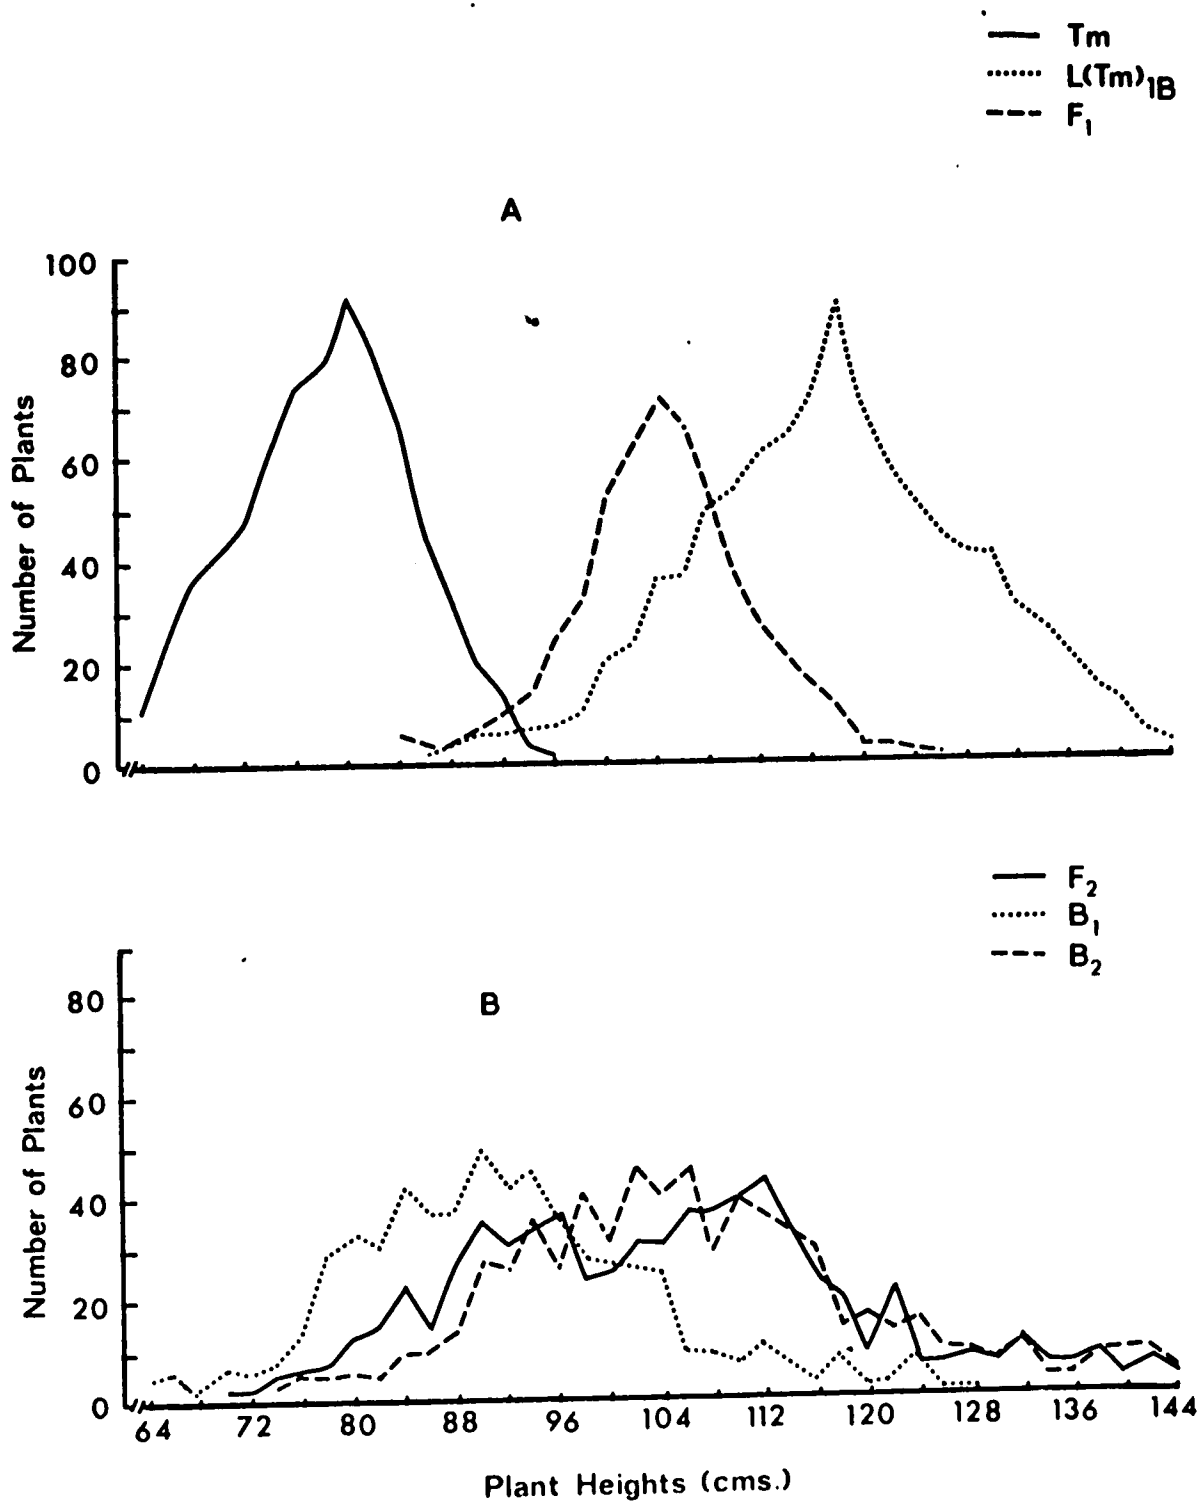 Tm
L(Tm)1B
F1
A
100
80
60
40
20
0
Number of Plants
F2
B1
B2
B
80
60
40
20
0
Number of Plants
64 72 80 88 96 104 112 120 128 136 144
Plant Heights (cms.)